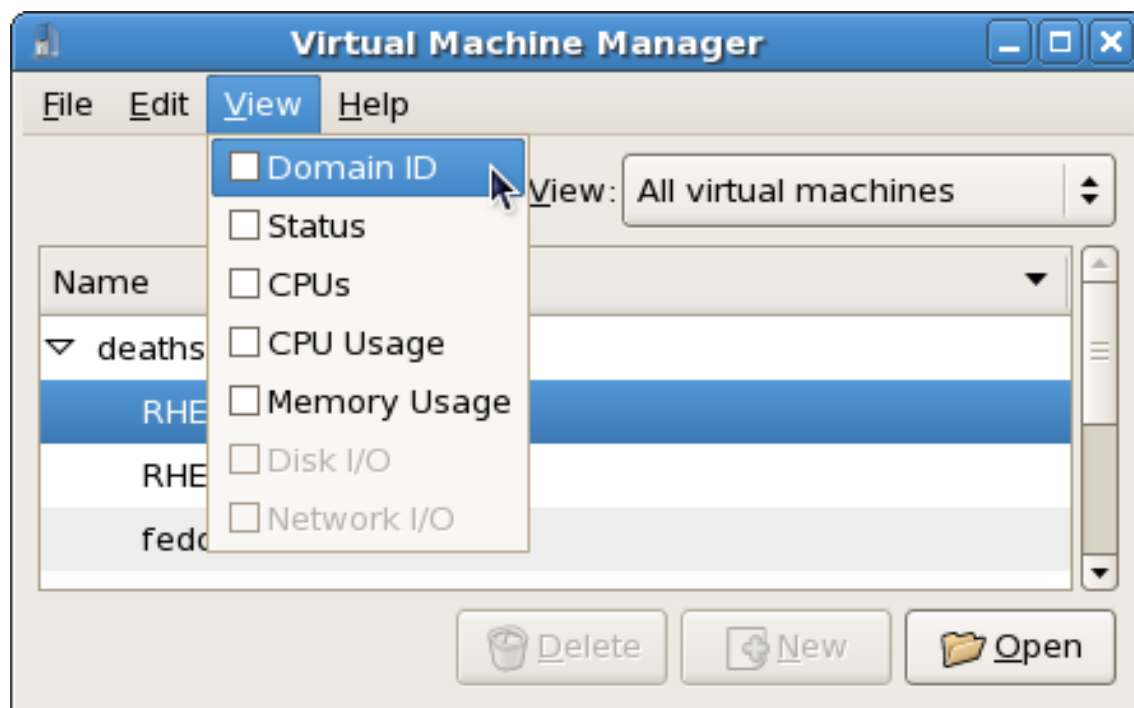 Virtual Machine Manager
File Edit View Help
Domain ID
View: All virtual machines
Status
Name
CPUs
deaths
CPU Usage
RHE
Memory Usage
Disk I/O
RHE
Network I/O
fedo
Delete New Open